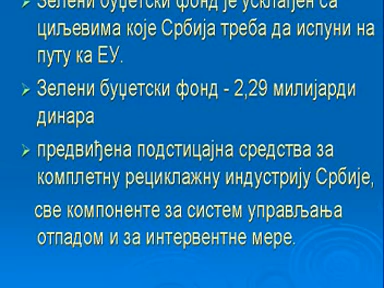 Зелени буџетски фонд је усклађен са
циљевима које Србија треба да испуни на
путу ка ЕУ.
Зелени буџетски фонд - 2,29 милијарди
динара
предвиђена подстицајна средства за
комплетну рециклажну индустрију Србије,
све компоненте за систем управљања
отпадом и за интервентне мере.